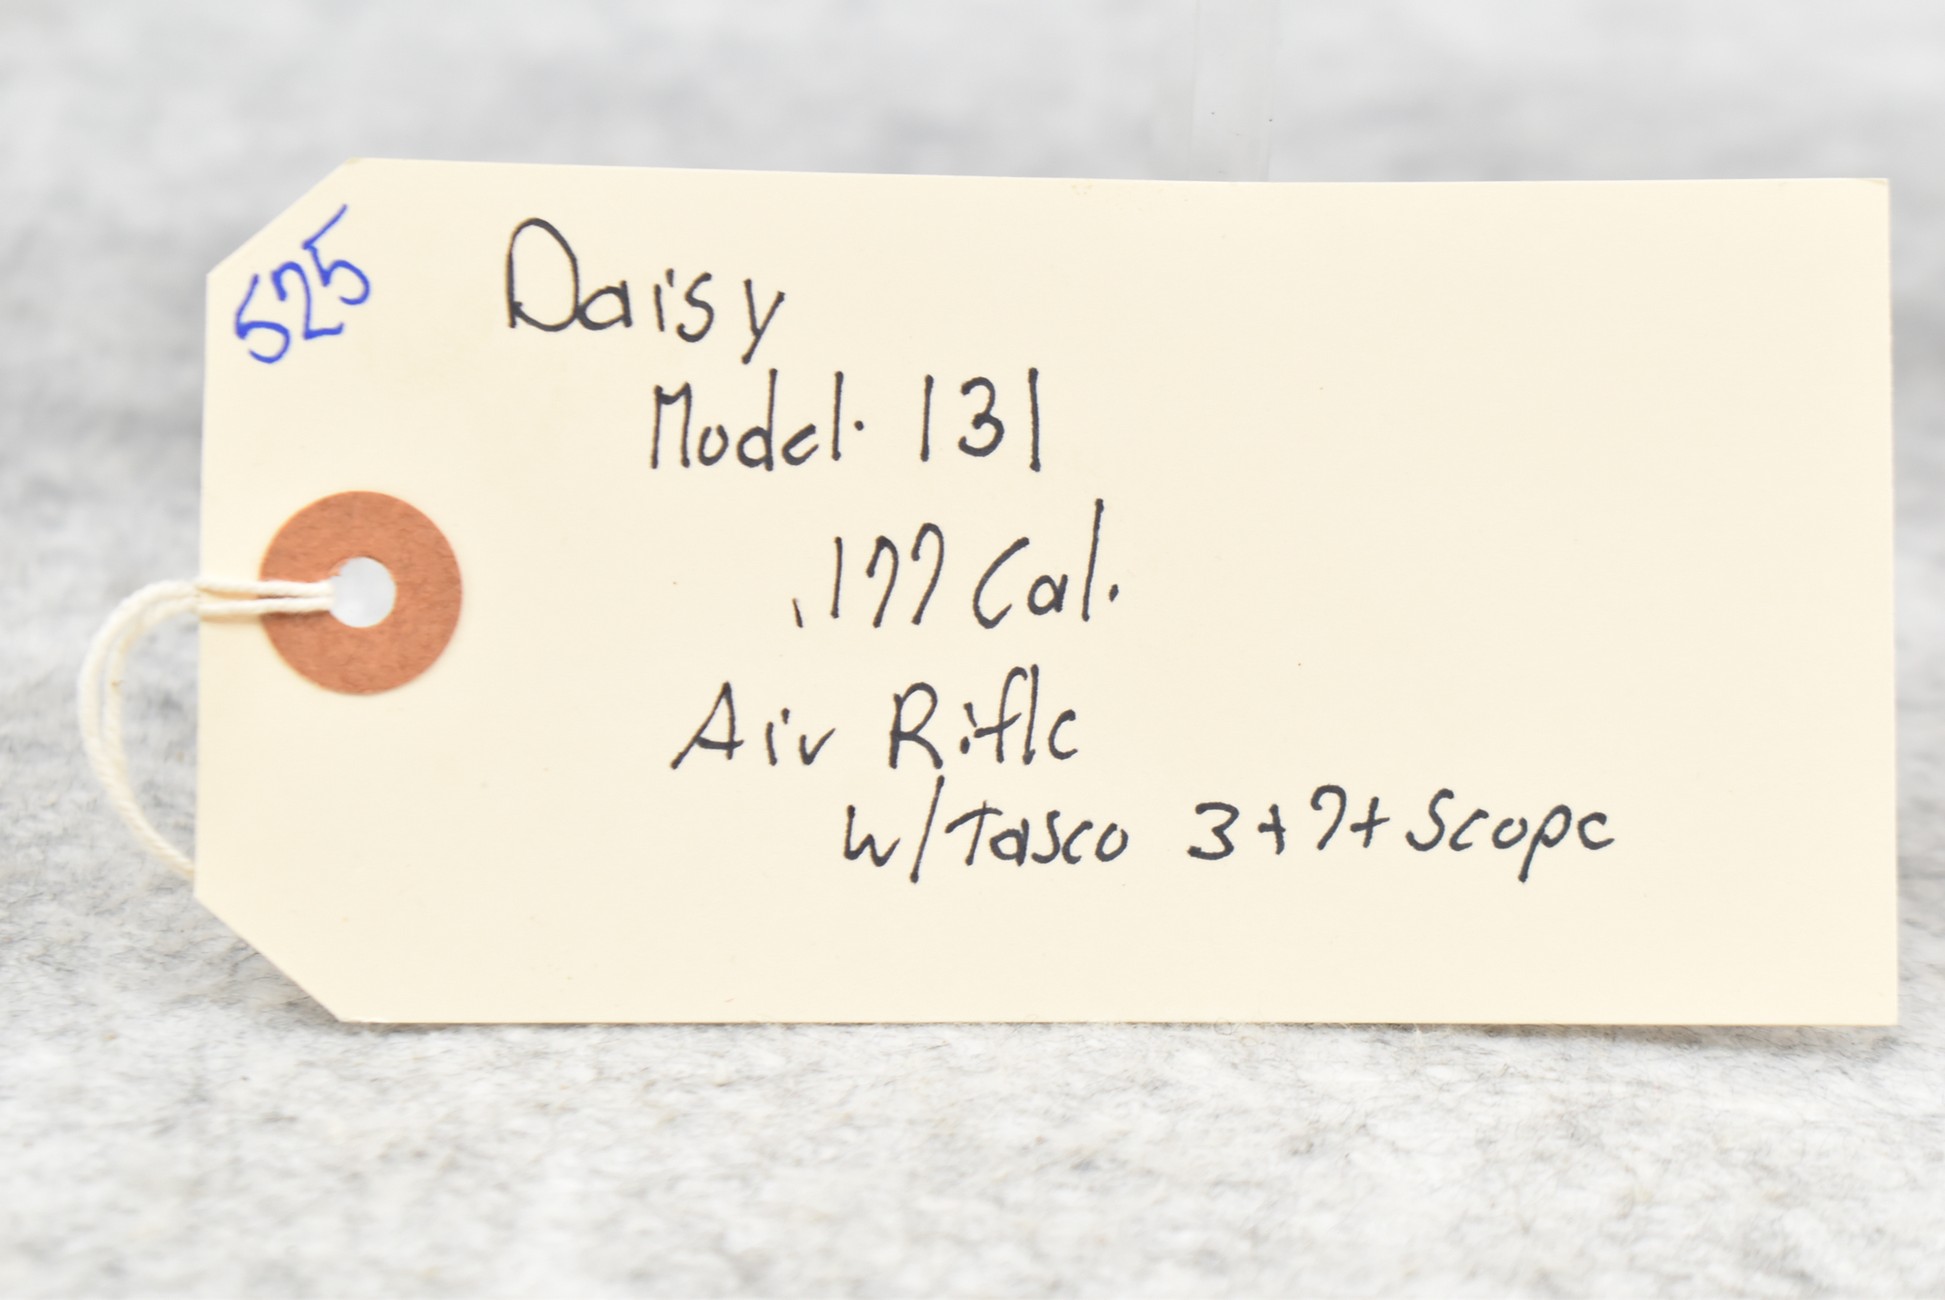 525
Daisy
Model. 131
.177 Cal.
Air Rifle
w/Tasco 3+7+ Scope